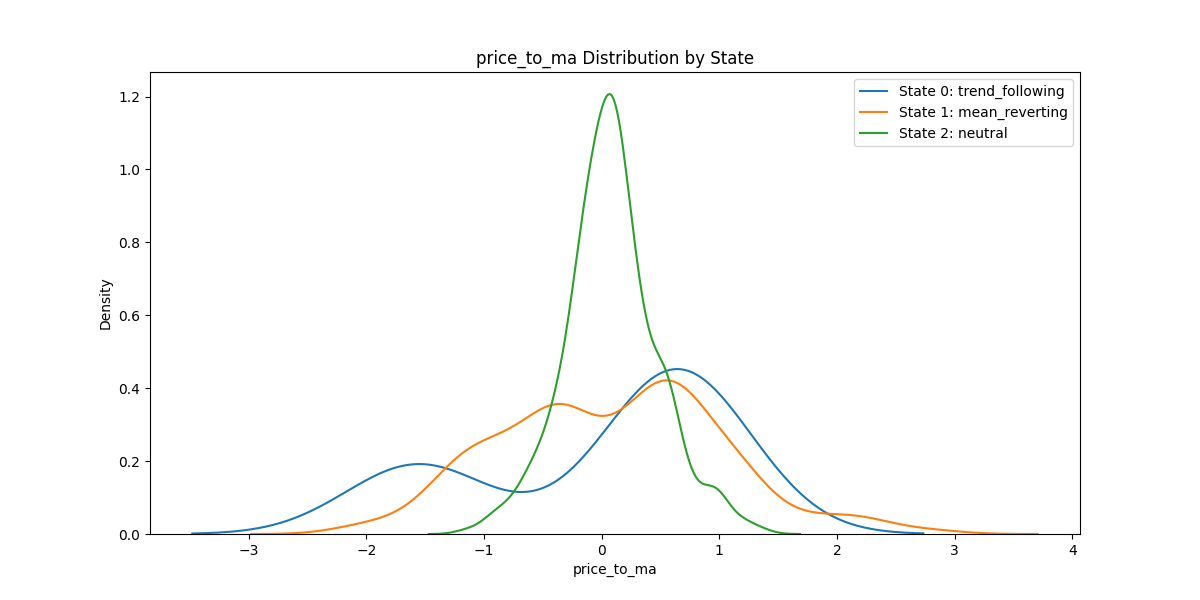 price_to_ma Distribution by State
State 0: trend_following
State 1: mean_reverting
State 2: neutral
Density
1.2
1.0
0.8
0.6
0.4
0.2
0.0
−3
−2
−1
0
1
2
3
4
price_to_ma